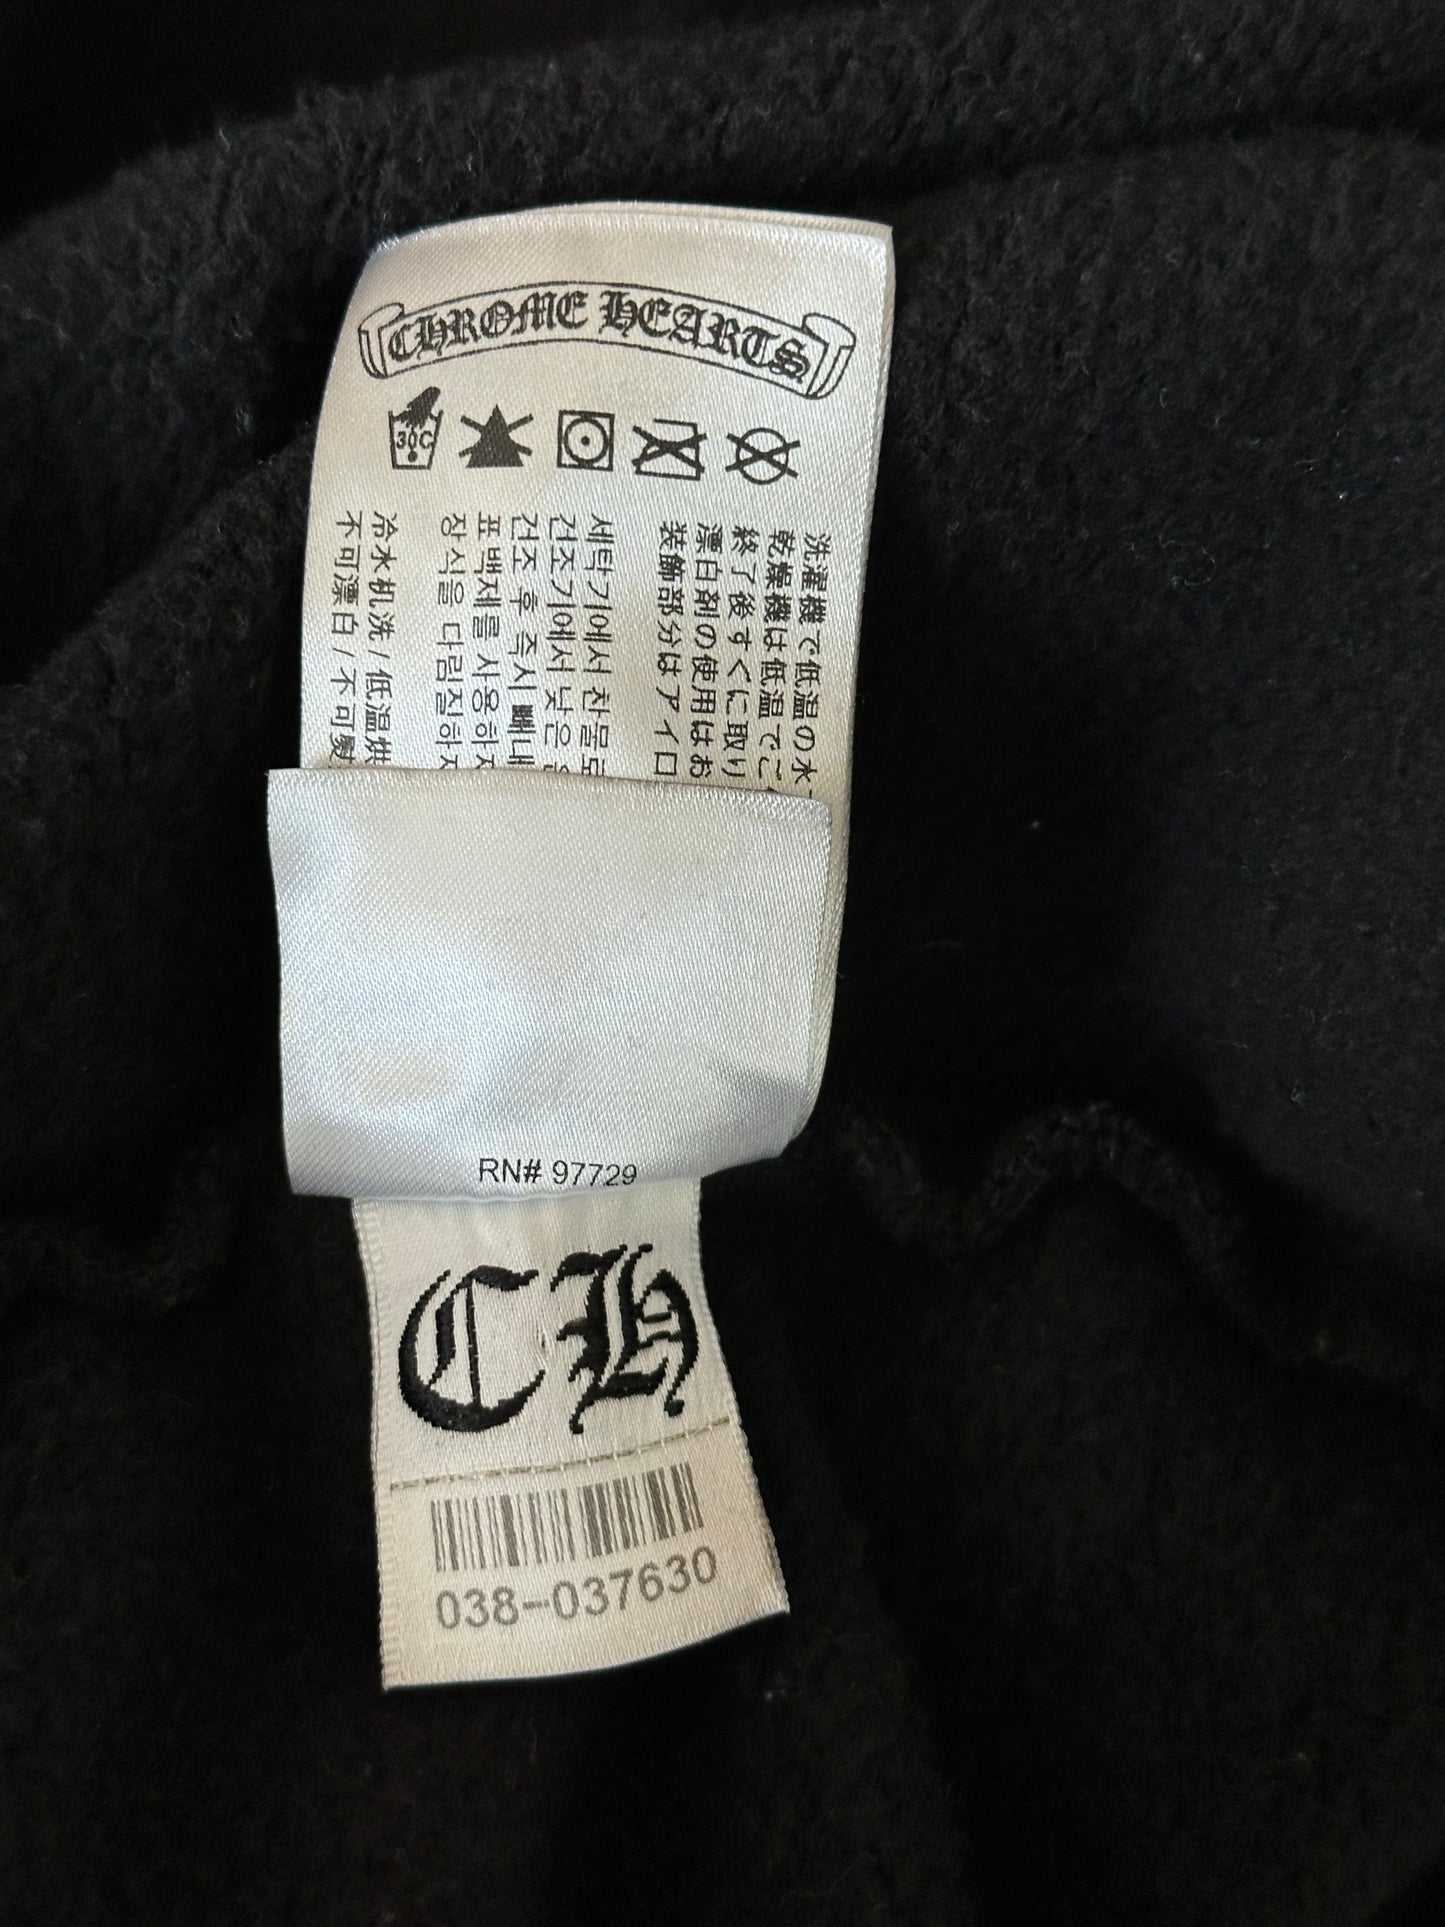 CHROME HEARTS
30C
洗濯機で低温の水
乾燥機は低温でご
終了後すぐに取り
漂白剤の使用はお
装飾部分はアイロ
세탁기에서 찬물로
건조기에서 낮은
건조 후 즉시 빼내
표백제를 사용하지
장식을 다림질하지
冷水机洗/低温烘
不可漂白/不可熨
RN# 97729
CH
038-037630